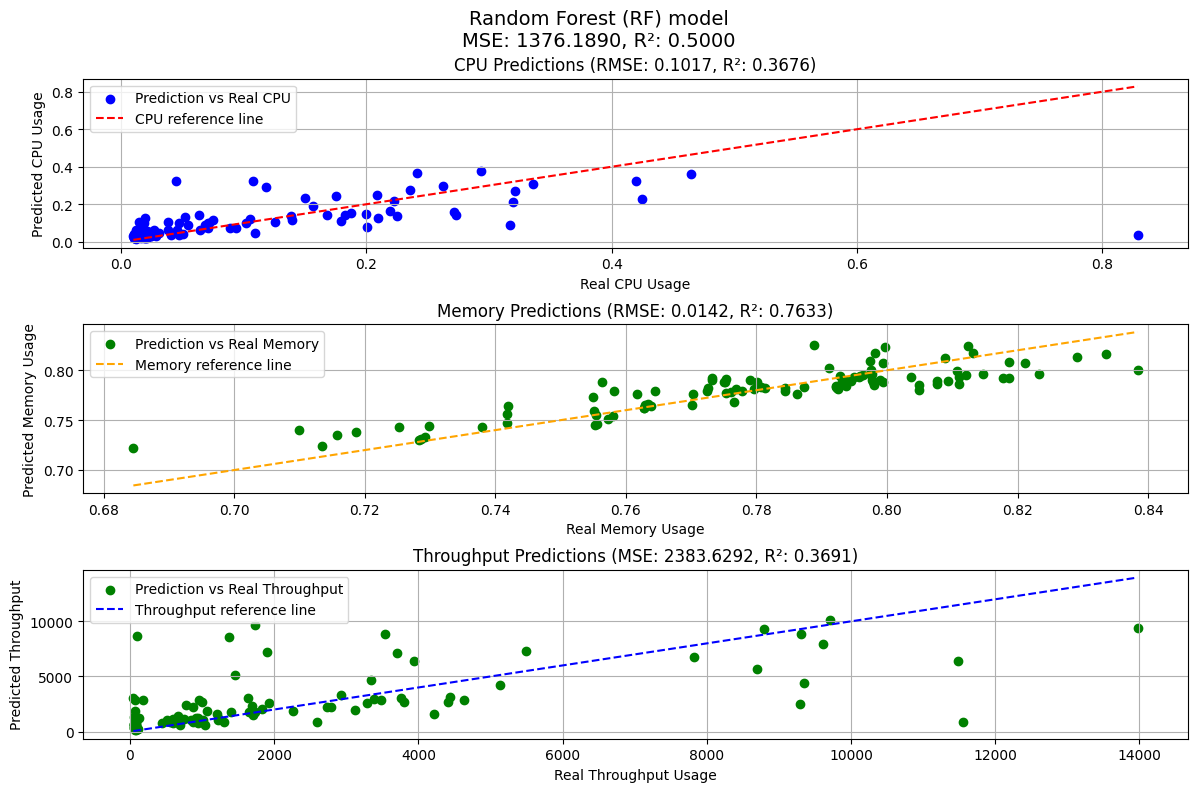 Random Forest (RF) model
MSE: 1376.1890, R²: 0.5000
CPU Predictions (RMSE: 0.1017, R²: 0.3676)
Prediction vs Real CPU
CPU reference line
Predicted CPU Usage
0.8
0.6
0.4
0.2
0.0
0.0 0.2 0.4 0.6 0.8
Real CPU Usage
Memory Predictions (RMSE: 0.0142, R²: 0.7633)
Prediction vs Real Memory
Memory reference line
Predicted Memory Usage
0.80
0.75
0.70
0.68 0.70 0.72 0.74 0.76 0.78 0.80 0.82 0.84
Real Memory Usage
Throughput Predictions (MSE: 2383.6292, R²: 0.3691)
Prediction vs Real Throughput
Throughput reference line
Predicted Throughput
10000
5000
0
0 2000 4000 6000 8000 10000 12000 14000
Real Throughput Usage